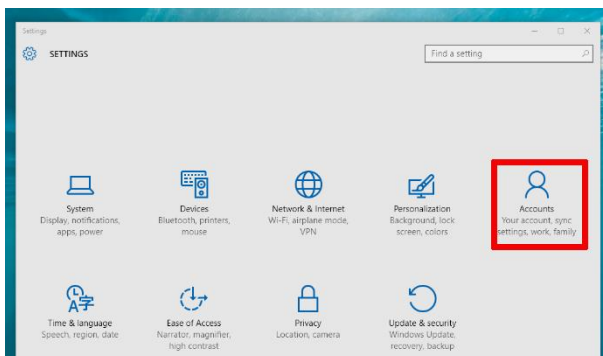 Settings
SETTINGS
Find a setting
System
Display, notifications,
apps, power
Devices
Bluetooth, printers,
mouse
Network & Internet
Wi-Fi, airplane mode,
VPN
Personalization
Background, lock
screen, colors
Accounts
Your account, sync
settings, work, family
Time & language
Speech, region, date
Ease of Access
Narrator, magnifier,
high contrast
Privacy
Location, camera
Update & security
Windows Update,
recovery, backup